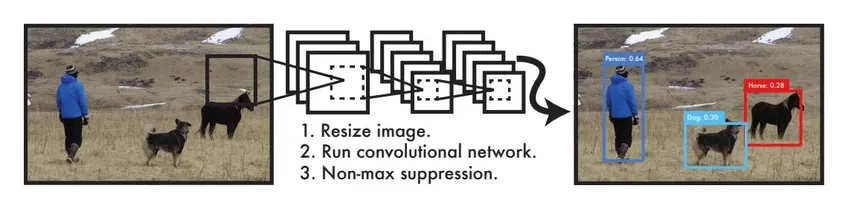 1. Resize image.
2. Run convolutional network.
3. Non-max suppression.
Person: 0.64
Horse: 0.28
Dog: 0.30